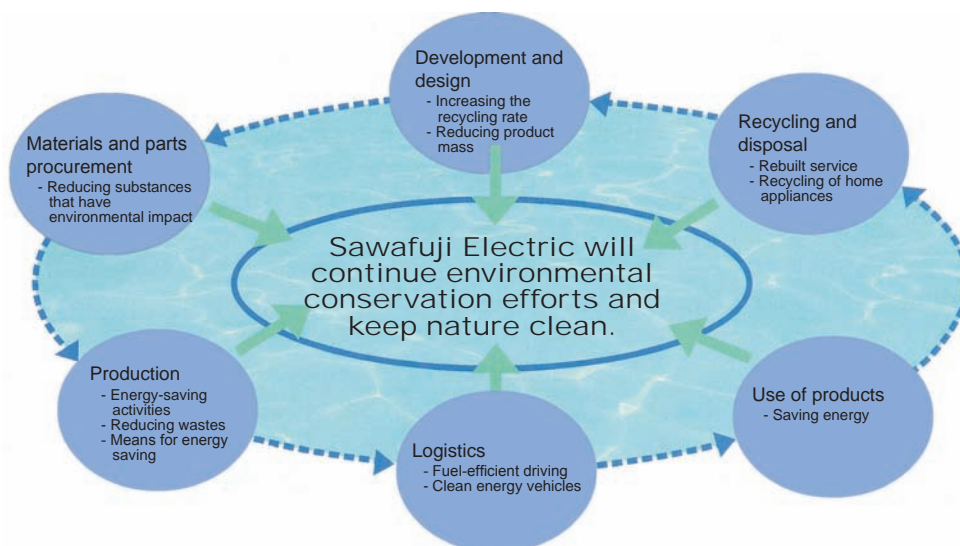 Development and
design
- Increasing the
recycling rate
- Reducing product
mass
Materials and parts
procurement
- Reducing substances
that have
environmental impact
Recycling and
disposal
- Rebuilt service
- Recycling of home
appliances
Sawafuji Electric will
continue environmental
conservation efforts and
keep nature clean.
Production
- Energy-saving
activities
- Reducing wastes
- Means for energy
saving
Logistics
- Fuel-efficient driving
- Clean energy vehicles
Use of products
- Saving energy